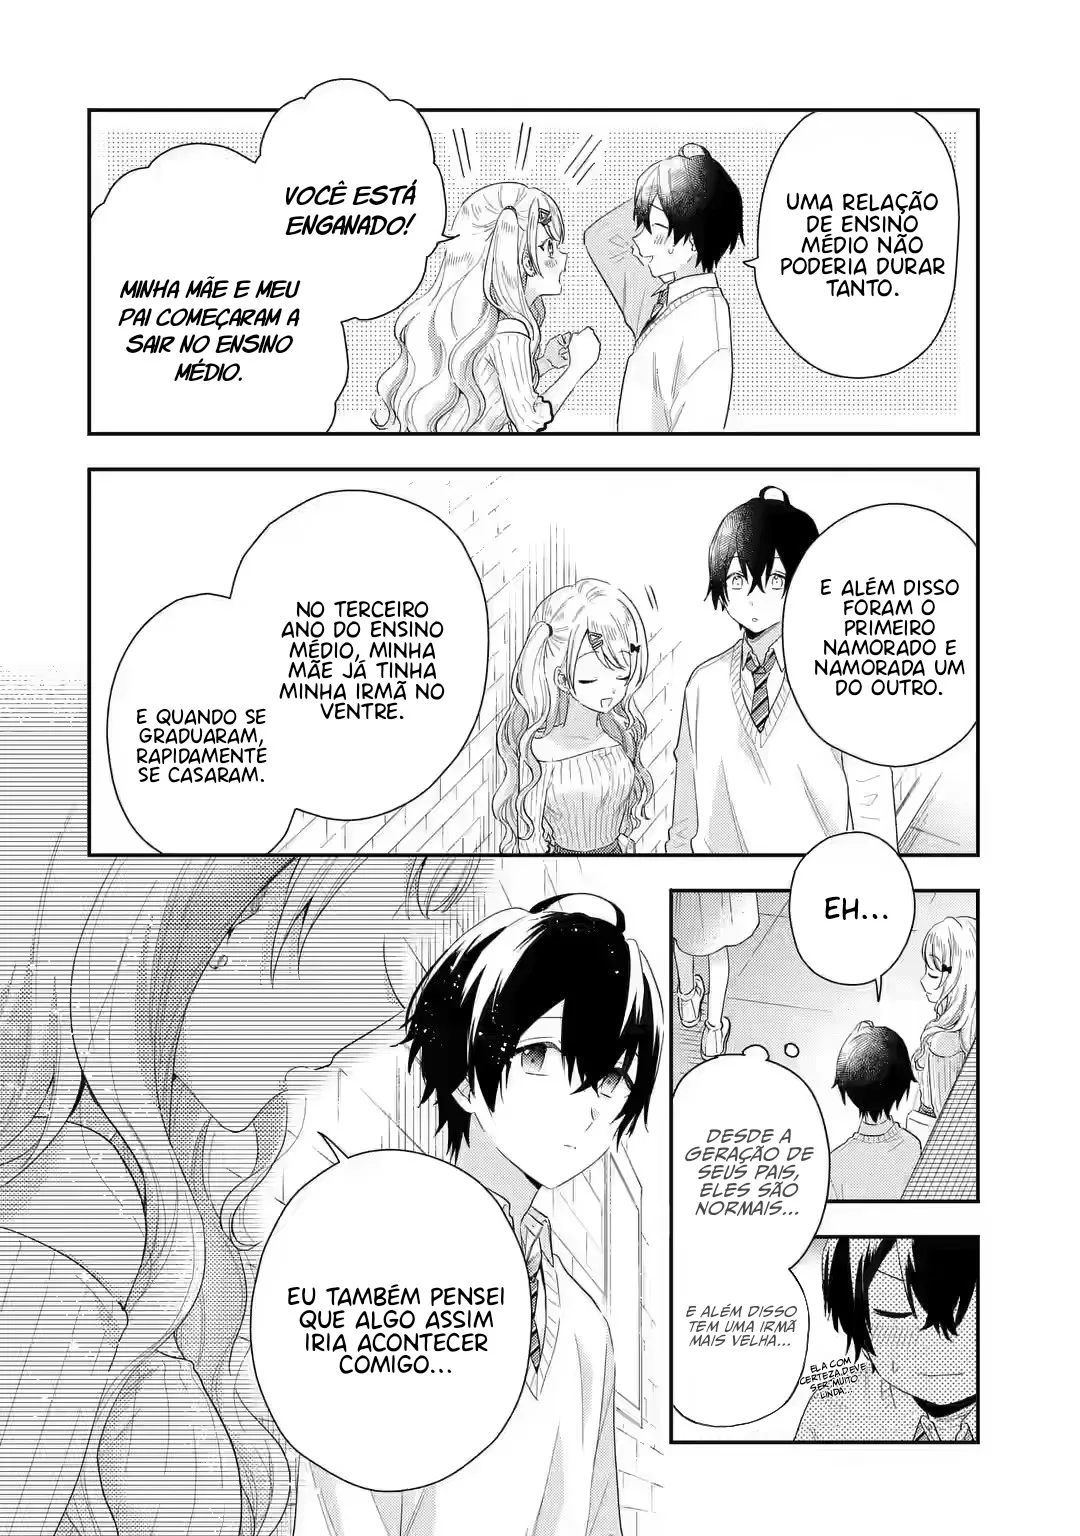 UMA RELAÇÃO
DE ENSINO
MÉDIO NÃO
PODERIA DURAR
TANTO.
VOCÊ ESTÁ
ENGANADO!
MINHA MÃE E MEU
PAI COMEÇARAM A
SAIR NO ENSINO
MÉDIO.
E ALÉM DISSO
FORAM O
PRIMEIRO
NAMORADO E
NAMORADA UM
DO OUTRO.
NO TERCEIRO
ANO DO ENSINO
MÉDIO, MINHA
MÃE JÁ TINHA
MINHA IRMÃ NO
VENTRE.
E QUANDO SE
GRADUARAM,
RAPIDAMENTE
SE CASARAM.
EH...
DESDE A
GERAÇÃO DE
SEUS PAIS,
ELES SÃO
NORMAIS...
E ALÉM DISSO
TEM UMA IRMÃ
MAIS VELHA...
ELA COM
CERTEZA DEVE
SER MUITO
LINDA...
EU TAMBÉM PENSEI
QUE ALGO ASSIM
IRIA ACONTECER
COMIGO...